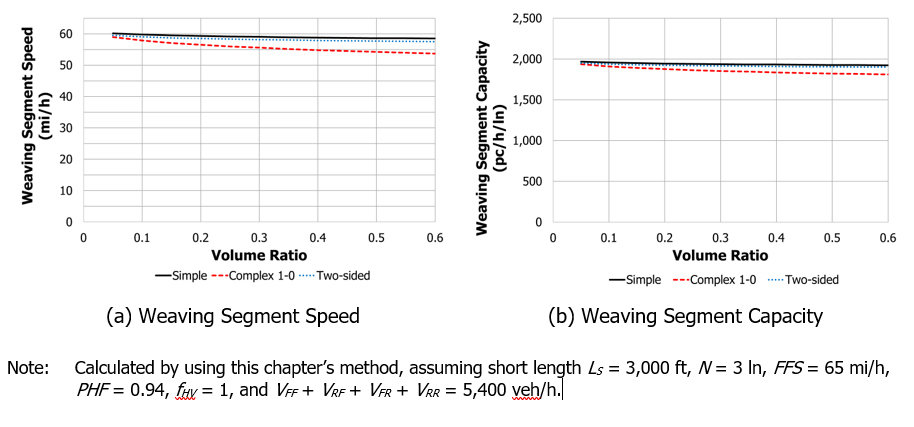 Weaving Segment Speed
(mi/h)
60
50
40
30
20
10
0
0 0.1 0.2 0.3 0.4 0.5 0.6
Volume Ratio
Simple Complex 1-0 Two-sided
(a) Weaving Segment Speed
Weaving Segment Capacity
(pc/h/ln)
2,500
2,000
1,500
1,000
500
0
0 0.1 0.2 0.3 0.4 0.5 0.6
Volume Ratio
Simple Complex 1-0 Two-sided
(b) Weaving Segment Capacity
Note: Calculated by using this chapter's method, assuming short length LS = 3,000 ft, N = 3 ln, FFS = 65 mi/h,
PHF = 0.94, fHV = 1, and VFF + VRF + VFR + VRR = 5,400 veh/h.